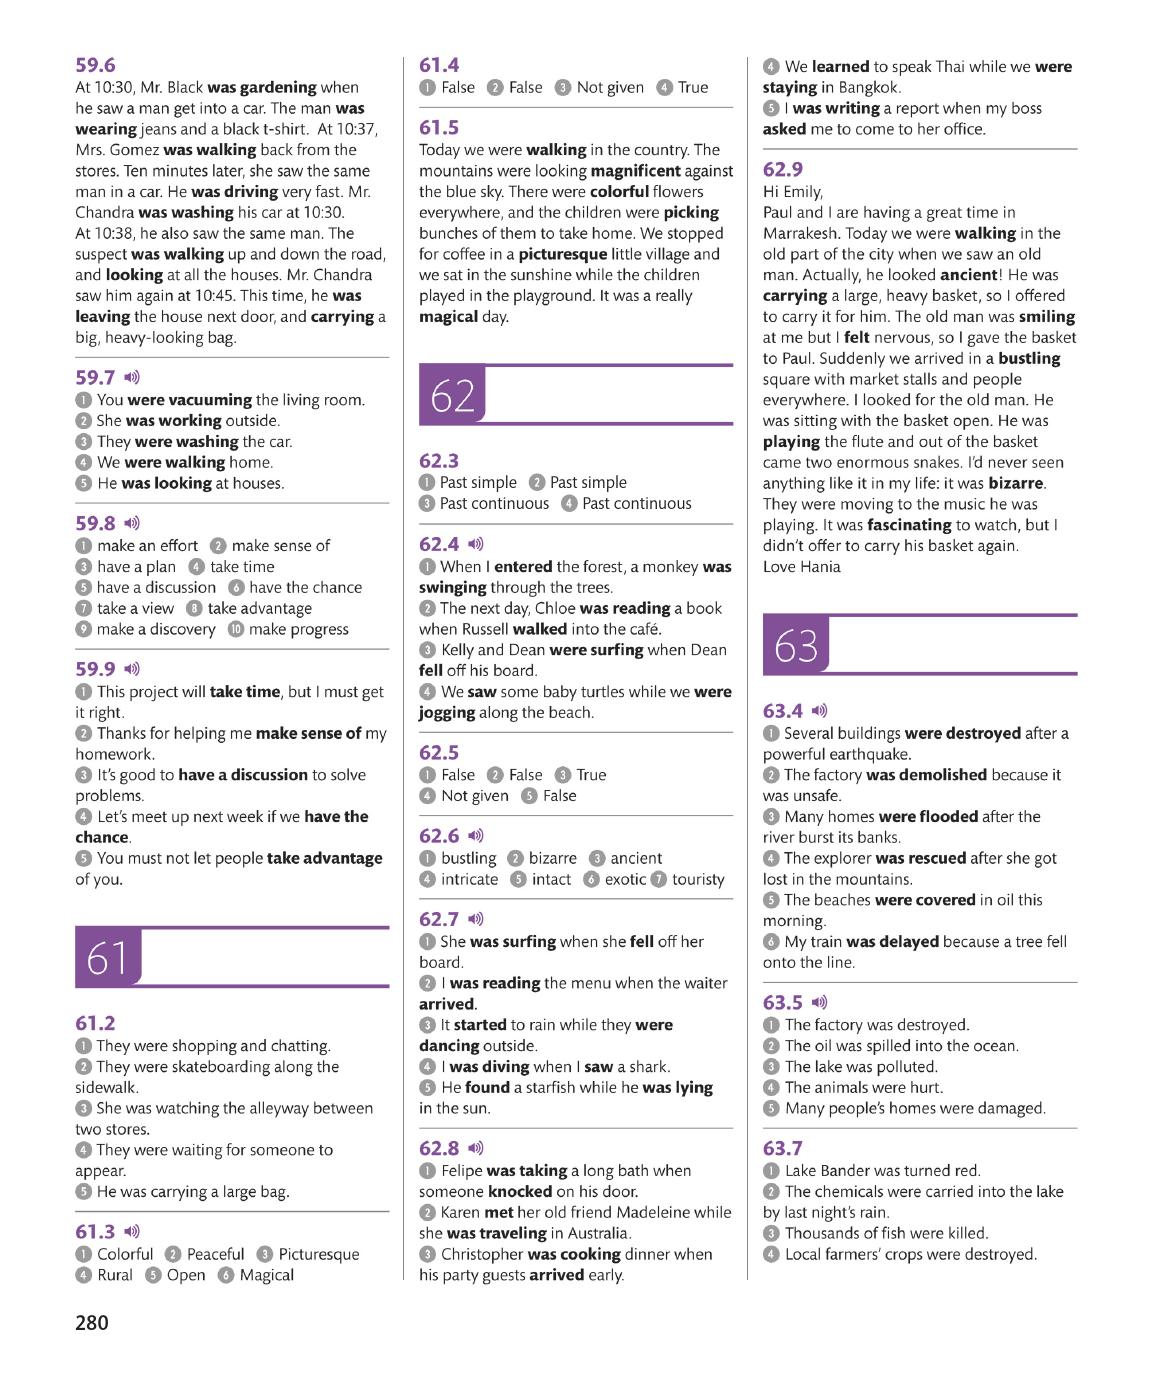 59.6
At 10:30, Mr. Black was gardening when
he saw a man get into a car. The man was
wearing jeans and a black t-shirt. At 10:37,
Mrs. Gomez was walking back from the
stores. Ten minutes later, she saw the same
man in a car. He was driving very fast. Mr.
Chandra was washing his car at 10:30.
At 10:38, he also saw the same man. The
suspect was walking up and down the road,
and looking at all the houses. Mr. Chandra
saw him again at 10:45. This time, he was
leaving the house next door, and carrying a
big, heavy-looking bag.
59.7
1 You were vacuuming the living room.
2 She was working outside.
3 They were washing the car.
4 We were walking home.
5 He was looking at houses.
59.8
1 make an effort 2 make sense of
3 have a plan 4 take time
5 have a discussion 6 have the chance
7 take a view 8 take advantage
9 make a discovery 10 make progress
59.9
1 This project will take time, but I must get
it right.
2 Thanks for helping me make sense of my
homework.
3 It's good to have a discussion to solve
problems.
4 Let's meet up next week if we have the
chance.
5 You must not let people take advantage
of you.
61
61.2
1 They were shopping and chatting.
2 They were skateboarding along the
sidewalk.
3 She was watching the alleyway between
two stores.
4 They were waiting for someone to
appear.
5 He was carrying a large bag.
61.3
1 Colorful 2 Peaceful 3 Picturesque
4 Rural 5 Open 6 Magical
61.4
1 False 2 False 3 Not given 4 True
61.5
Today we were walking in the country. The
mountains were looking magnificent against
the blue sky. There were colorful flowers
everywhere, and the children were picking
bunches of them to take home. We stopped
for coffee in a picturesque little village and
we sat in the sunshine while the children
played in the playground. It was a really
magical day.
62
62.3
1 Past simple 2 Past simple
3 Past continuous 4 Past continuous
62.4
1 When I entered the forest, a monkey was
swinging through the trees.
2 The next day, Chloe was reading a book
when Russell walked into the café.
3 Kelly and Dean were surfing when Dean
fell off his board.
4 We saw some baby turtles while we were
jogging along the beach.
62.5
1 False 2 False 3 True
4 Not given 5 False
62.6
1 bustling 2 bizarre 3 ancient
4 intricate 5 intact 6 exotic 7 touristy
62.7
1 She was surfing when she fell off her
board.
2 I was reading the menu when the waiter
arrived.
3 It started to rain while they were
dancing outside.
4 I was diving when I saw a shark.
5 He found a starfish while he was lying
in the sun.
62.8
1 Felipe was taking a long bath when
someone knocked on his door.
2 Karen met her old friend Madeleine while
she was traveling in Australia.
3 Christopher was cooking dinner when
his party guests arrived early.
4 We learned to speak Thai while we were
staying in Bangkok.
5 I was writing a report when my boss
asked me to come to her office.
62.9
Hi Emily,
Paul and I are having a great time in
Marrakesh. Today we were walking in the
old part of the city when we saw an old
man. Actually, he looked ancient! He was
carrying a large, heavy basket, so I offered
to carry it for him. The old man was smiling
at me but I felt nervous, so I gave the basket
to Paul. Suddenly we arrived in a bustling
square with market stalls and people
everywhere. I looked for the old man. He
was sitting with the basket open. He was
playing the flute and out of the basket
came two enormous snakes. I'd never seen
anything like it in my life: it was bizarre.
They were moving to the music he was
playing. It was fascinating to watch, but I
didn't offer to carry his basket again.
Love Hania
63
63.4
1 Several buildings were destroyed after a
powerful earthquake.
2 The factory was demolished because it
was unsafe.
3 Many homes were flooded after the
river burst its banks.
4 The explorer was rescued after she got
lost in the mountains.
5 The beaches were covered in oil this
morning.
6 My train was delayed because a tree fell
onto the line.
63.5
1 The factory was destroyed.
2 The oil was spilled into the ocean.
3 The lake was polluted.
4 The animals were hurt.
5 Many people's homes were damaged.
63.7
1 Lake Bander was turned red.
2 The chemicals were carried into the lake
by last night's rain.
3 Thousands of fish were killed.
4 Local farmers' crops were destroyed.
280